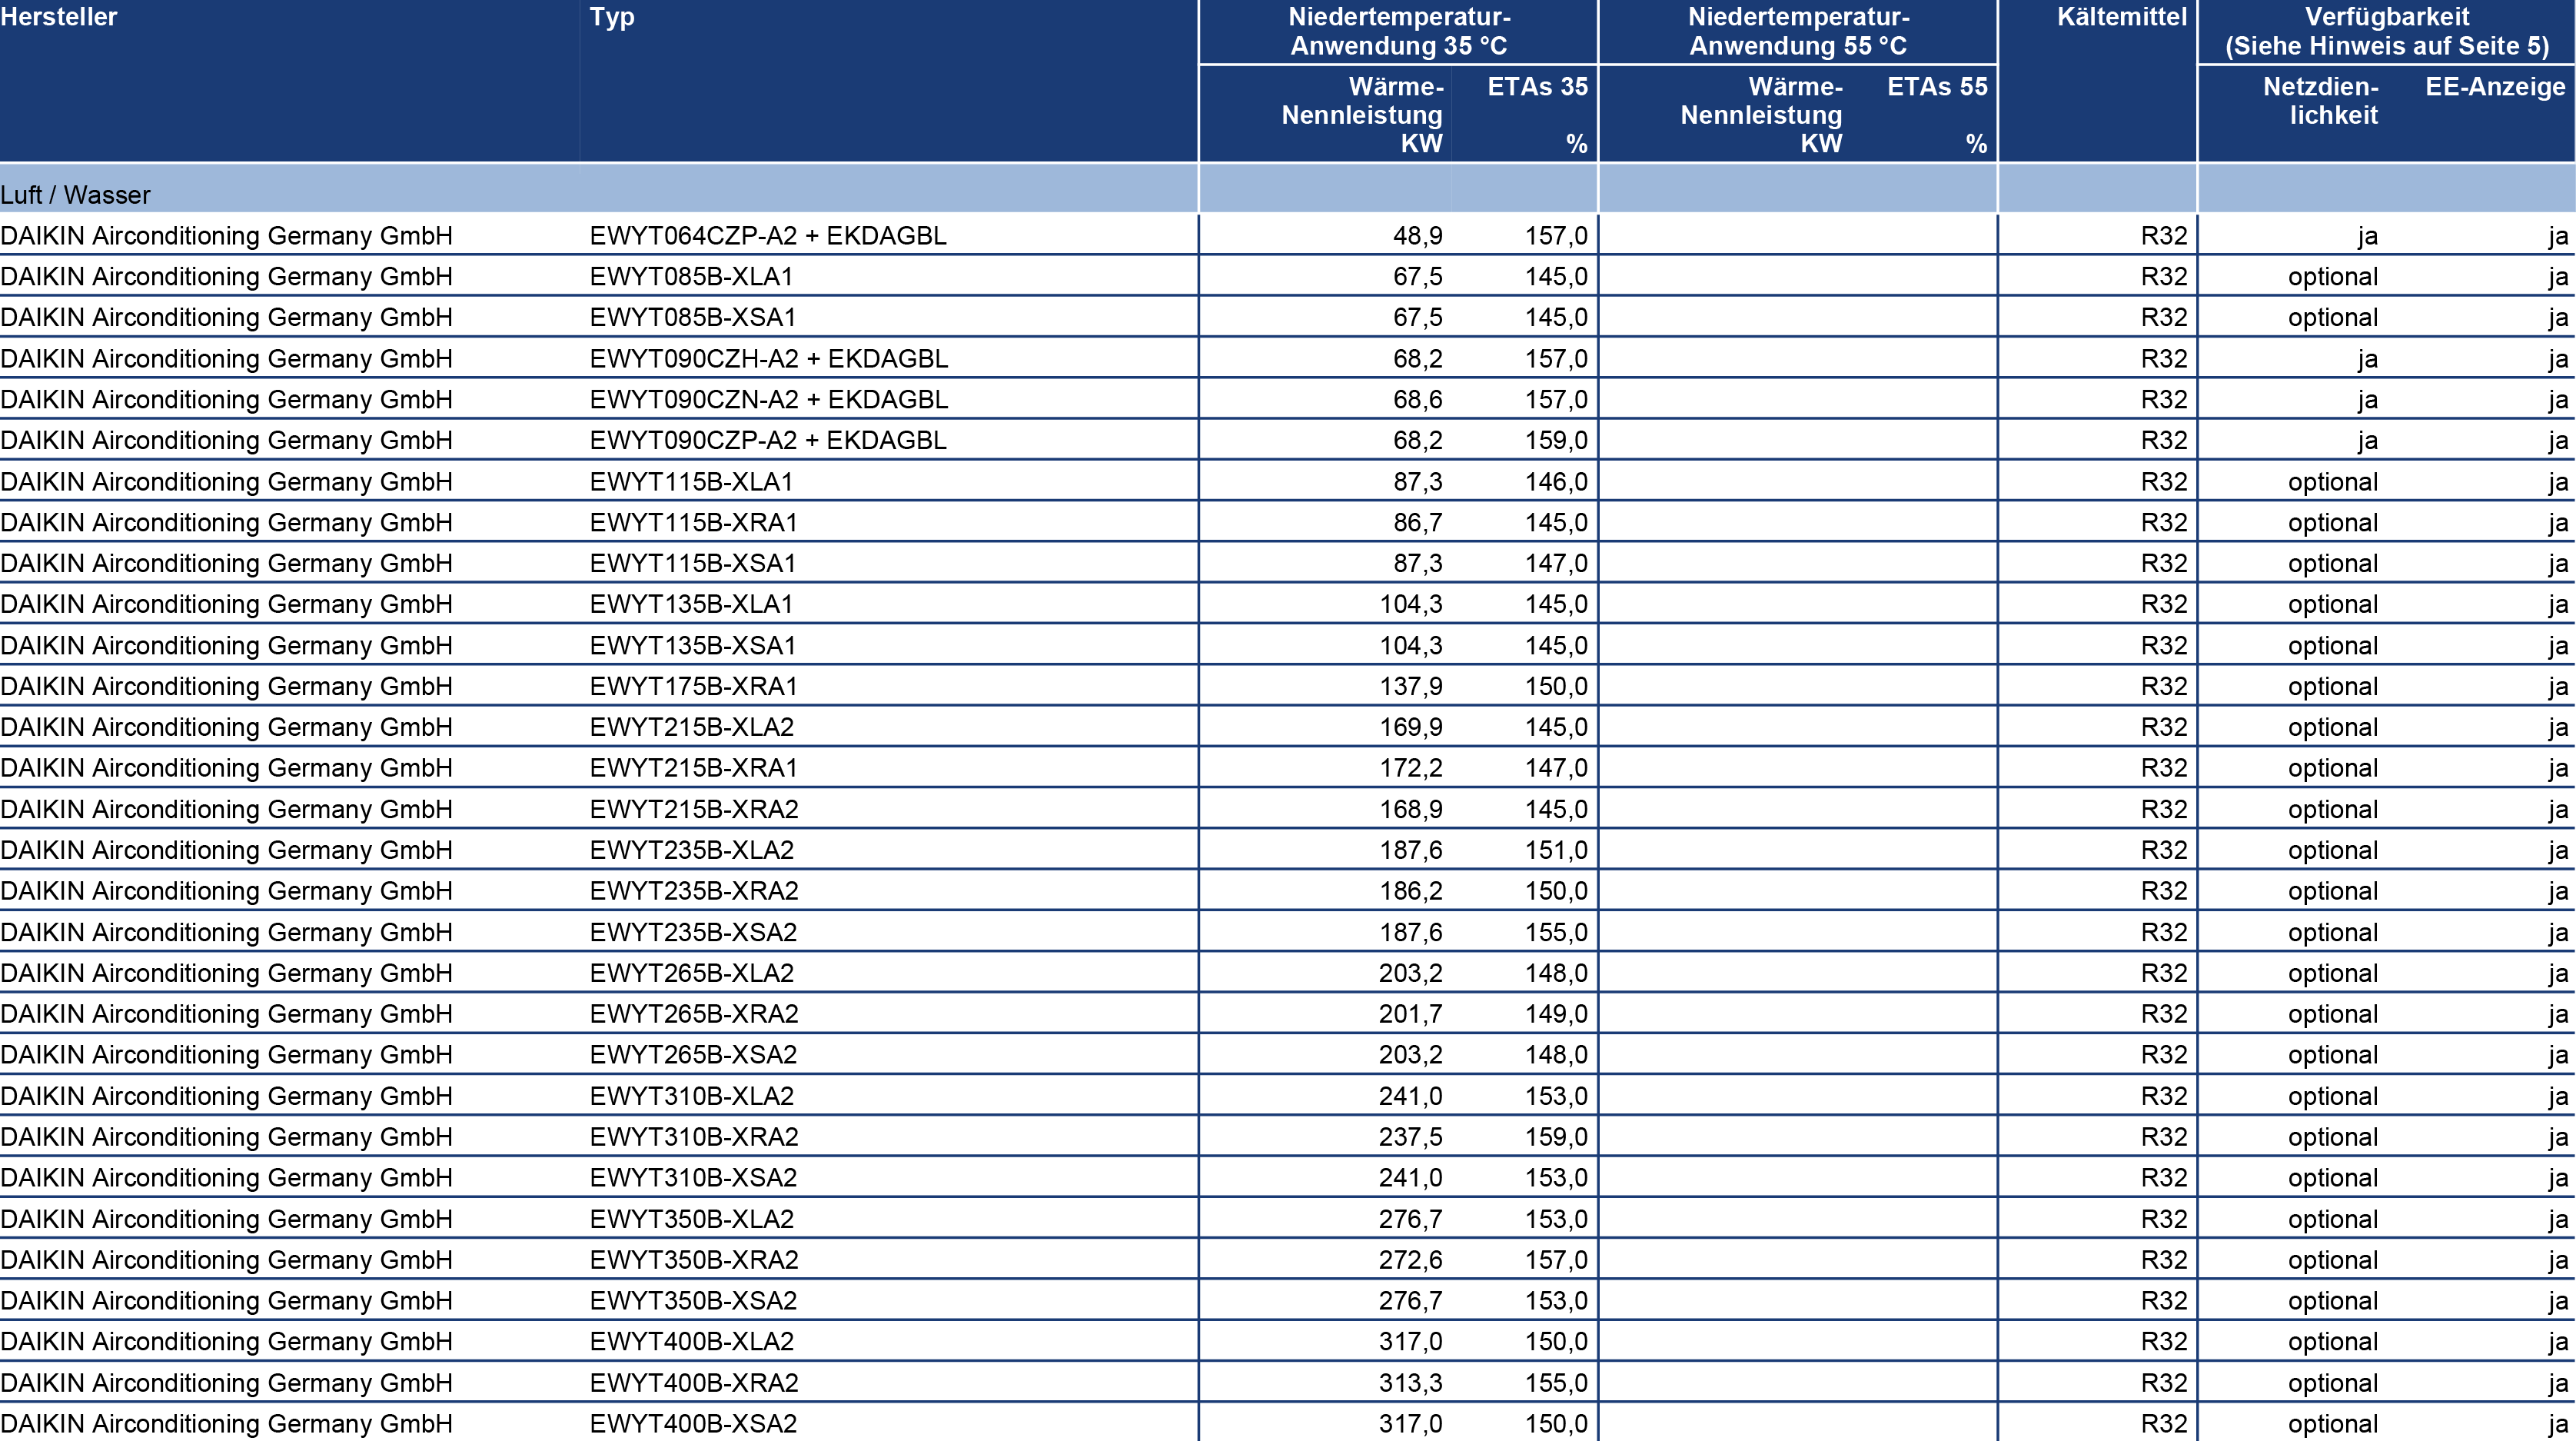 Hersteller Typ Niedertemperatur- Niedertemperatur- Kältemittel Verfügbarkeit
Anwendung 35 °C Anwendung 55 °C (Siehe Hinweis auf Seite 5)
Wärme- ETAs 35 Wärme- ETAs 55 Netzdien- EE-Anzeige
Nennleistung Nennleistung lichkeit
KW % KW %
Luft / Wasser
DAIKIN Airconditioning Germany GmbH EWYT064CZP-A2 + EKDAGBL 48,9 157,0 R32 ja ja
DAIKIN Airconditioning Germany GmbH EWYT085B-XLA1 67,5 145,0 R32 optional ja
DAIKIN Airconditioning Germany GmbH EWYT085B-XSA1 67,5 145,0 R32 optional ja
DAIKIN Airconditioning Germany GmbH EWYT090CZH-A2 + EKDAGBL 68,2 157,0 R32 ja ja
DAIKIN Airconditioning Germany GmbH EWYT090CZN-A2 + EKDAGBL 68,6 157,0 R32 ja ja
DAIKIN Airconditioning Germany GmbH EWYT090CZP-A2 + EKDAGBL 68,2 159,0 R32 ja ja
DAIKIN Airconditioning Germany GmbH EWYT115B-XLA1 87,3 146,0 R32 optional ja
DAIKIN Airconditioning Germany GmbH EWYT115B-XRA1 86,7 145,0 R32 optional ja
DAIKIN Airconditioning Germany GmbH EWYT115B-XSA1 87,3 147,0 R32 optional ja
DAIKIN Airconditioning Germany GmbH EWYT135B-XLA1 104,3 145,0 R32 optional ja
DAIKIN Airconditioning Germany GmbH EWYT135B-XSA1 104,3 145,0 R32 optional ja
DAIKIN Airconditioning Germany GmbH EWYT175B-XRA1 137,9 150,0 R32 optional ja
DAIKIN Airconditioning Germany GmbH EWYT215B-XLA2 169,9 145,0 R32 optional ja
DAIKIN Airconditioning Germany GmbH EWYT215B-XRA1 172,2 147,0 R32 optional ja
DAIKIN Airconditioning Germany GmbH EWYT215B-XRA2 168,9 145,0 R32 optional ja
DAIKIN Airconditioning Germany GmbH EWYT235B-XLA2 187,6 151,0 R32 optional ja
DAIKIN Airconditioning Germany GmbH EWYT235B-XRA2 186,2 150,0 R32 optional ja
DAIKIN Airconditioning Germany GmbH EWYT235B-XSA2 187,6 155,0 R32 optional ja
DAIKIN Airconditioning Germany GmbH EWYT265B-XLA2 203,2 148,0 R32 optional ja
DAIKIN Airconditioning Germany GmbH EWYT265B-XRA2 201,7 149,0 R32 optional ja
DAIKIN Airconditioning Germany GmbH EWYT265B-XSA2 203,2 148,0 R32 optional ja
DAIKIN Airconditioning Germany GmbH EWYT310B-XLA2 241,0 153,0 R32 optional ja
DAIKIN Airconditioning Germany GmbH EWYT310B-XRA2 237,5 159,0 R32 optional ja
DAIKIN Airconditioning Germany GmbH EWYT310B-XSA2 241,0 153,0 R32 optional ja
DAIKIN Airconditioning Germany GmbH EWYT350B-XLA2 276,7 153,0 R32 optional ja
DAIKIN Airconditioning Germany GmbH EWYT350B-XRA2 272,6 157,0 R32 optional ja
DAIKIN Airconditioning Germany GmbH EWYT350B-XSA2 276,7 153,0 R32 optional ja
DAIKIN Airconditioning Germany GmbH EWYT400B-XLA2 317,0 150,0 R32 optional ja
DAIKIN Airconditioning Germany GmbH EWYT400B-XRA2 313,3 155,0 R32 optional ja
DAIKIN Airconditioning Germany GmbH EWYT400B-XSA2 317,0 150,0 R32 optional ja